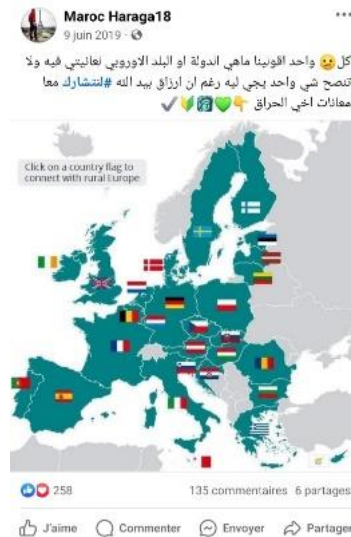 Maroc Haraga18
9 juin 2019
كل واحد اقوينا ماهي اندولة او البلد الاوروبي نعانيتي فيه ولا
تنصح شي واحد يجي ليه رغم ان ارزاق بيد الله #لنتشارك معا
معانات اخي الحراق
Click on a country flag to
connect with rural Europe
258
135 commentaires 6 partages
J'aime Commenter Envoyer Partager